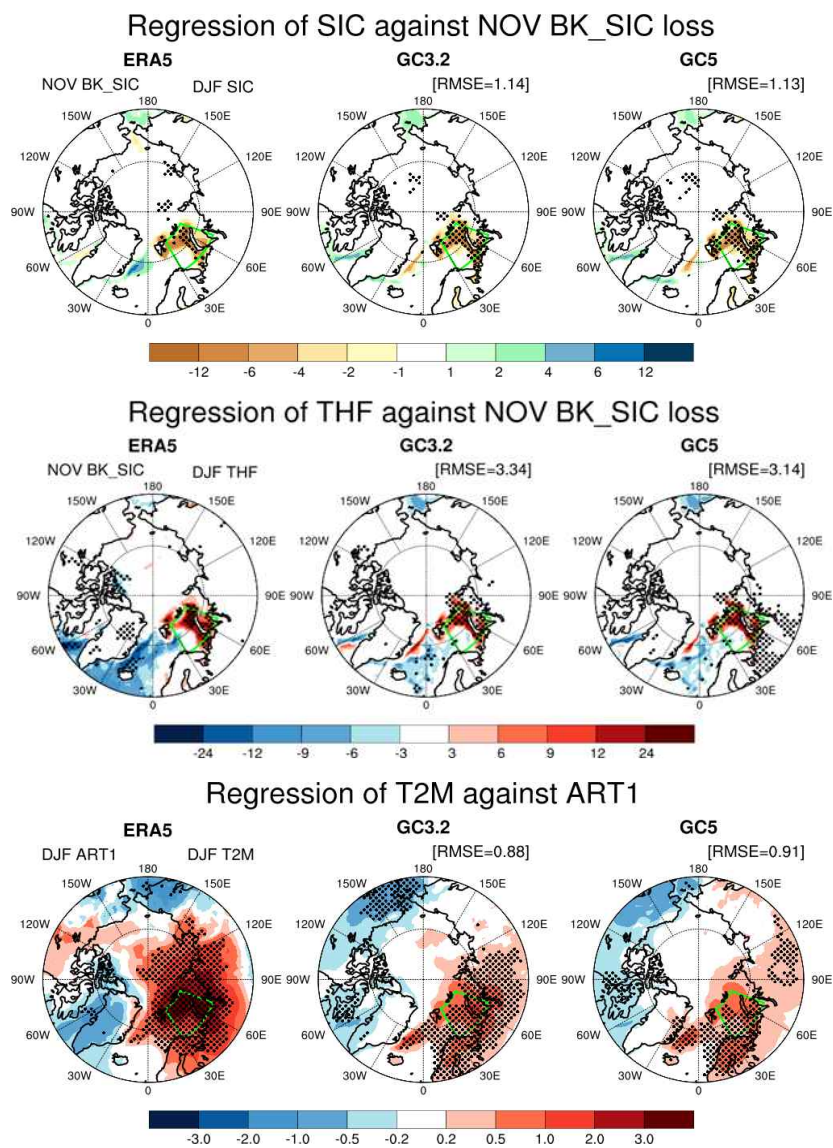 Regression of SIC against NOV BK_SIC loss
ERA5 GC3.2 GC5
NOV BK_SIC DJF SIC [RMSE=1.14] [RMSE=1.13]
180 180 180
150W 150E 150W 150E 150W 150E
120W 120E 120W 120E 120W 120E
90W 90E 90W 90E 90W 90E
60W 60E 60W 60E 60W 60E
30W 30E 30W 30E 30W 30E
0 0 0
-12 -6 -4 -2 -1 1 2 4 6 12
Regression of THF against NOV BK_SIC loss
ERA5 GC3.2 GC5
NOV BK_SIC DJF THF [RMSE=3.34] [RMSE=3.14]
180 180 180
150W 150E 150W 150E 150W 150E
120W 120E 120W 120E 120W 120E
90W 90E 90W 90E 90W 90E
60W 60E 60W 60E 60W 60E
30W 30E 30W 30E 30W 30E
0 0 0
-24 -12 -9 -6 -3 3 6 9 12 24
Regression of T2M against ART1
ERA5 GC3.2 GC5
DJF ART1 DJF T2M [RMSE=0.88] [RMSE=0.91]
180 180 180
150W 150E 150W 150E 150W 150E
120W 120E 120W 120E 120W 120E
90W 90E 90W 90E 90W 90E
60W 60E 60W 60E 60W 60E
30W 30E 30W 30E 30W 30E
0 0 0
-3.0 -2.0 -1.0 -0.5 -0.2 0.2 0.5 1.0 2.0 3.0